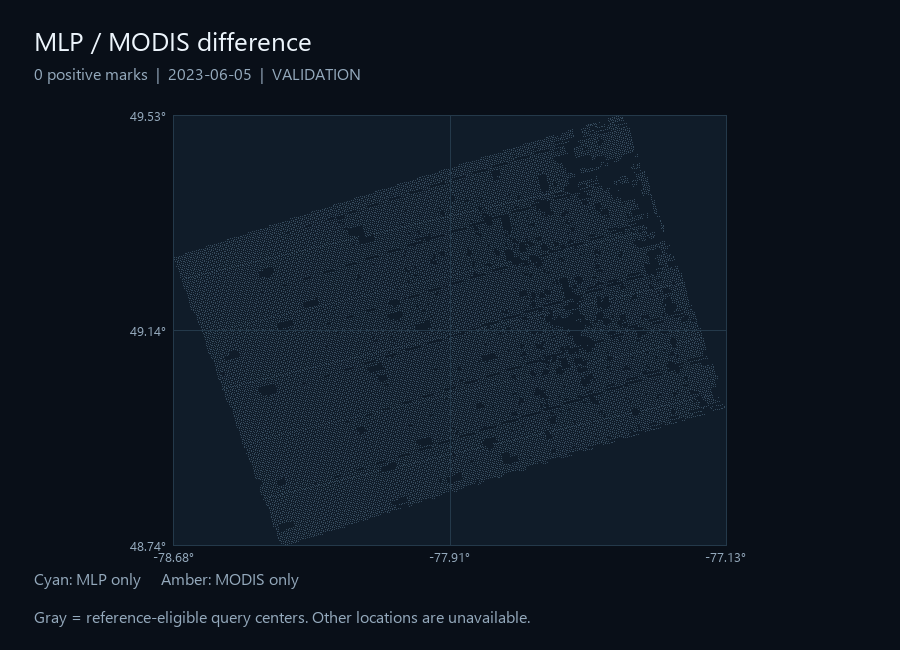 MLP / MODIS difference
0 positive marks | 2023-06-05 | VALIDATION
49.53°
49.14°
48.74°
-78.68°
-77.91°
-77.13°
Cyan: MLP only Amber: MODIS only
Gray = reference-eligible query centers. Other locations are unavailable.